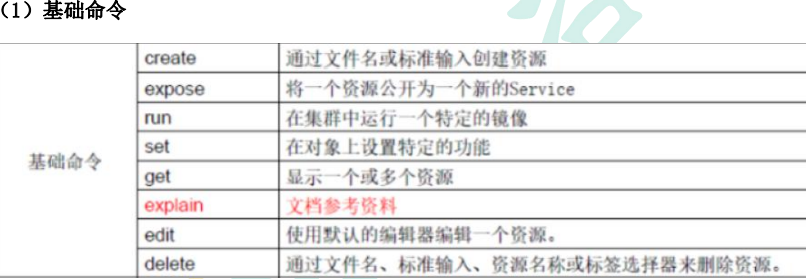 （1）基础命令
create 通过文件名或标准输入创建资源
expose 将一个资源公开为一个新的Service
run 在集群中运行一个特定的镜像
set 在对象上设置特定的功能
基础命令
get 显示一个或多个资源
explain 文档参考资料
edit 使用默认的编辑器编辑一个资源。
delete 通过文件名、标准输入、资源名称或标签选择器来删除资源。